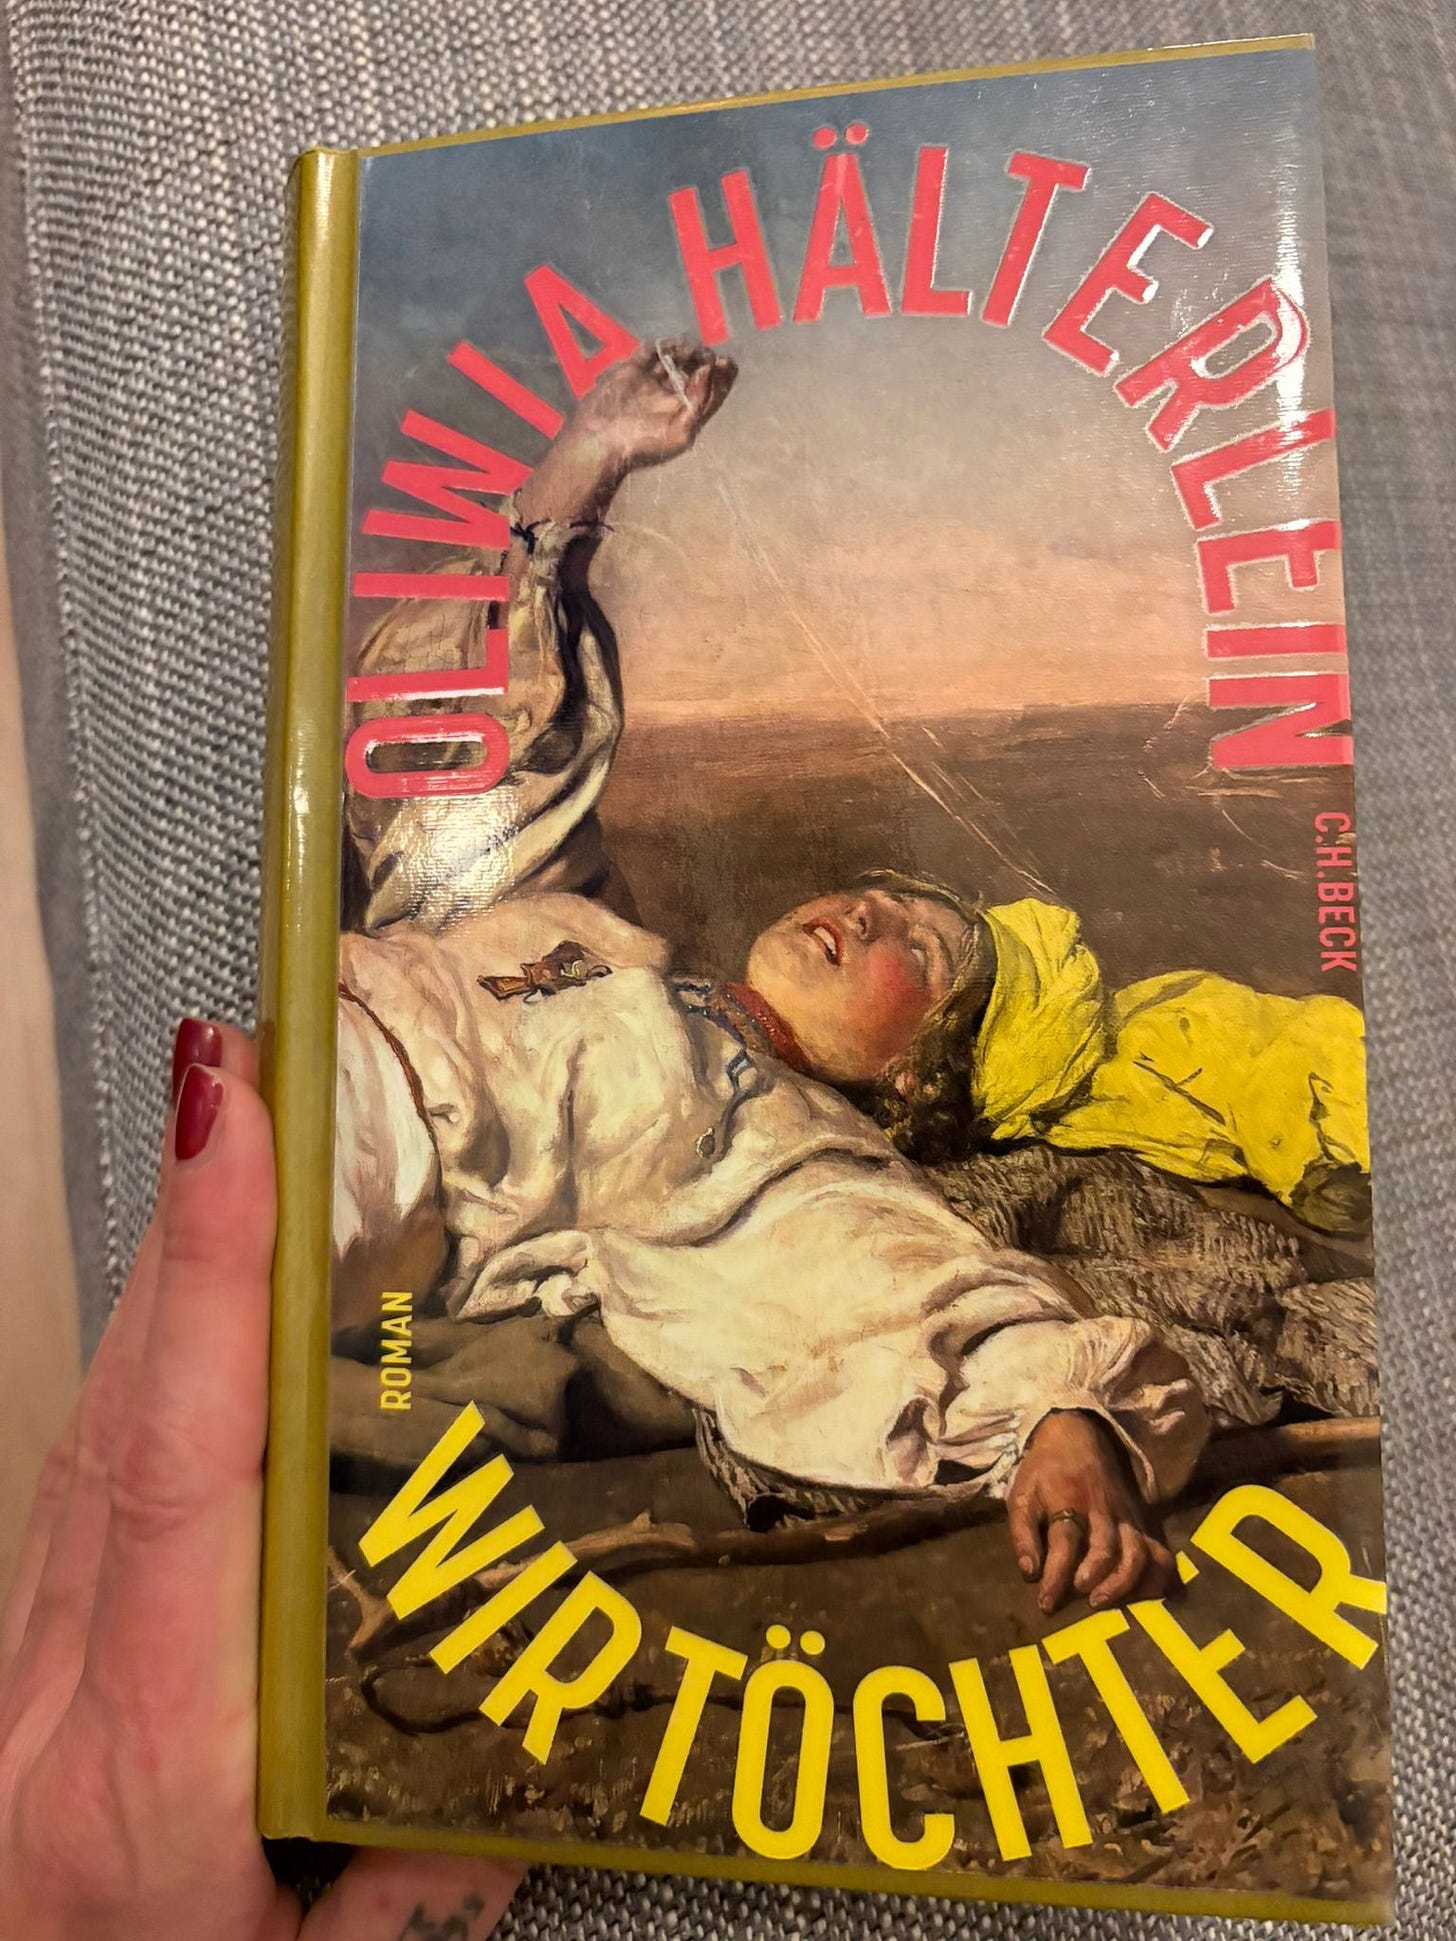 OLIWIA HÄLTERLEIN
C.H.BECK
ROMAN
WIR TÖCHTER